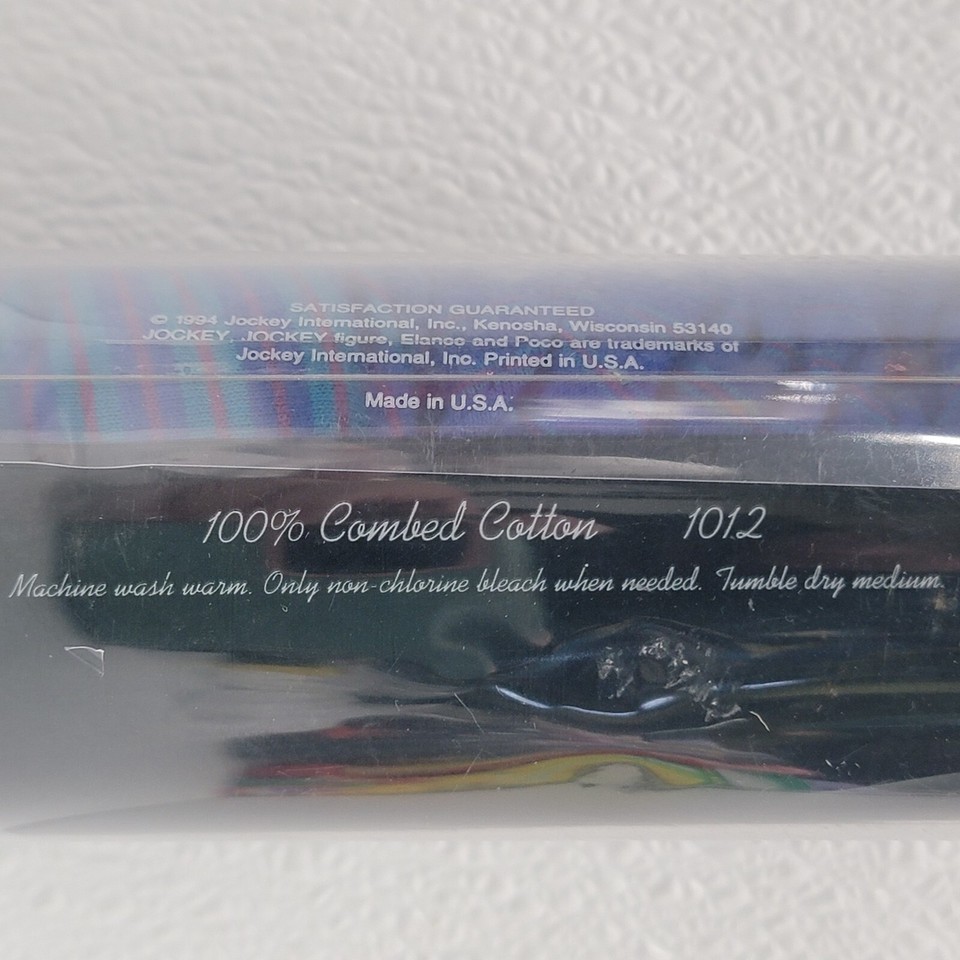 SATISFACTION GUARANTEED
© 1994 Jockey International, Inc., Kenosha, Wisconsin 53140
JOCKEY, JOCKEY figure, Elance and Poco are trademarks of
Jockey International, Inc. Printed in U.S.A.
Made in U.S.A.
100% Combed Cotton 1012
Machine wash warm. Only non-chlorine bleach when needed. Tumble dry medium.